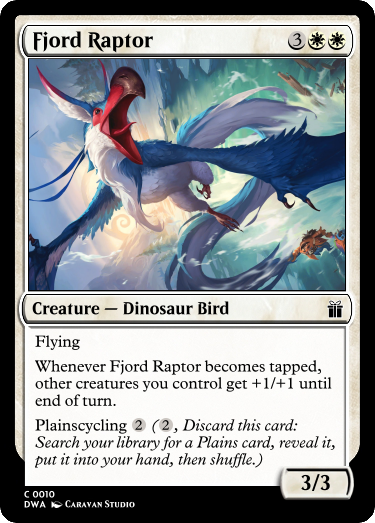 Fjord Raptor 3
Creature — Dinosaur Bird
Flying
Whenever Fjord Raptor becomes tapped,
other creatures you control get +1/+1 until
end of turn.
Plainscycling 2 (2, Discard this card:
Search your library for a Plains card, reveal it,
put it into your hand, then shuffle.)
3/3
C 0010
DWA CARAVAN STUDIO